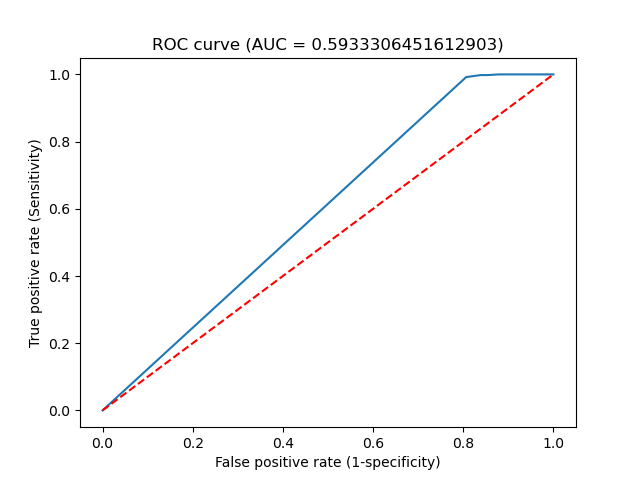 ROC curve (AUC = 0.5933306451612903)
1.0
0.8
0.6
0.4
0.2
0.0
True positive rate (Sensitivity)
0.0 0.2 0.4 0.6 0.8 1.0
False positive rate (1-specificity)